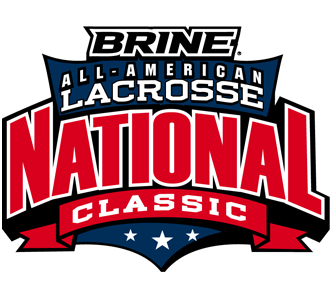 BRINE®
ALL-AMERICAN
LACROSSE
NATIONAL
CLASSIC